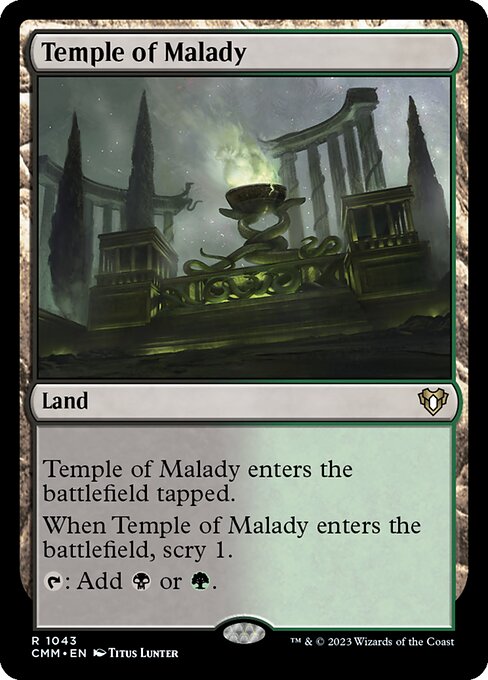 Temple of Malady
Land
Temple of Malady enters the
battlefield tapped.
When Temple of Malady enters the
battlefield, scry 1.
: Add or .
R 1043
™ & © 2023 Wizards of the Coast
CMM • EN Titus Lunter